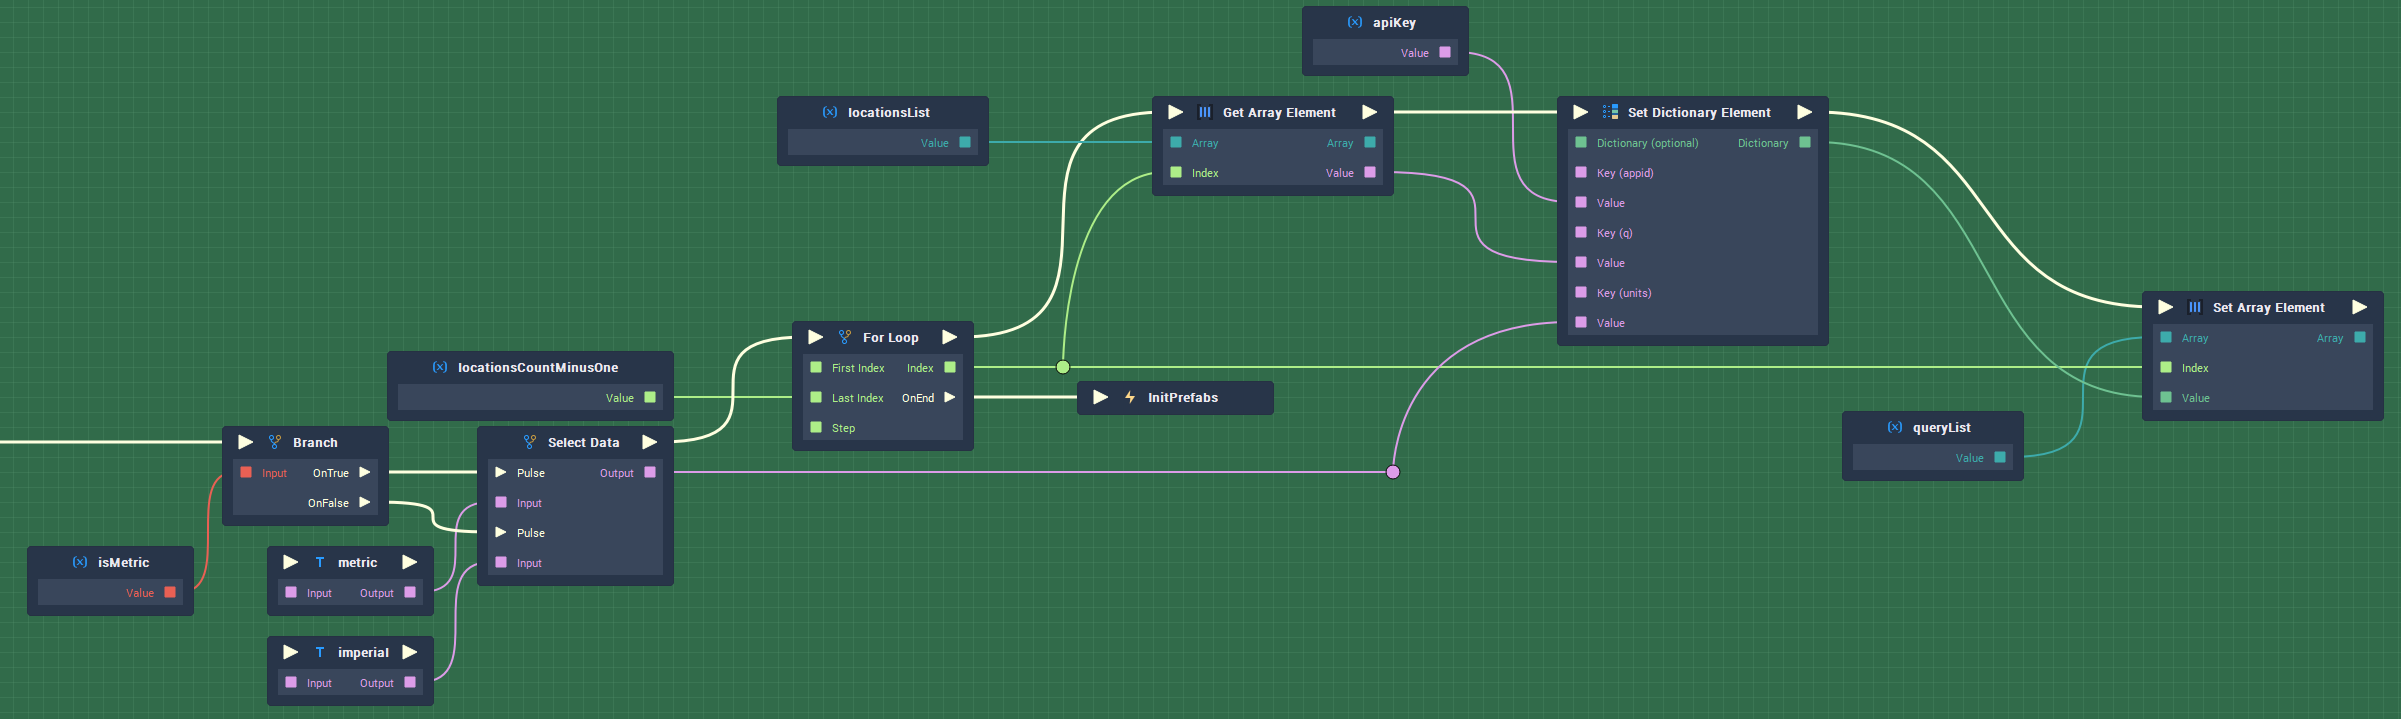 apiKey
Value
locationsList
Value
Get Array Element
Array Array
Index Value
Set Dictionary Element
Dictionary (optional) Dictionary
Key (appid)
Value
Key (q)
Value
Key (units)
Value
Set Array Element
Array Array
Index
Value
For Loop
First Index Index
Last Index OnEnd
Step
InitPrefabs
locationsCountMinusOne
Value
queryList
Value
Branch
Input OnTrue
OnFalse
Select Data
Pulse Output
Input
Pulse
Input
isMetric
Value
metric
Input Output
imperial
Input Output